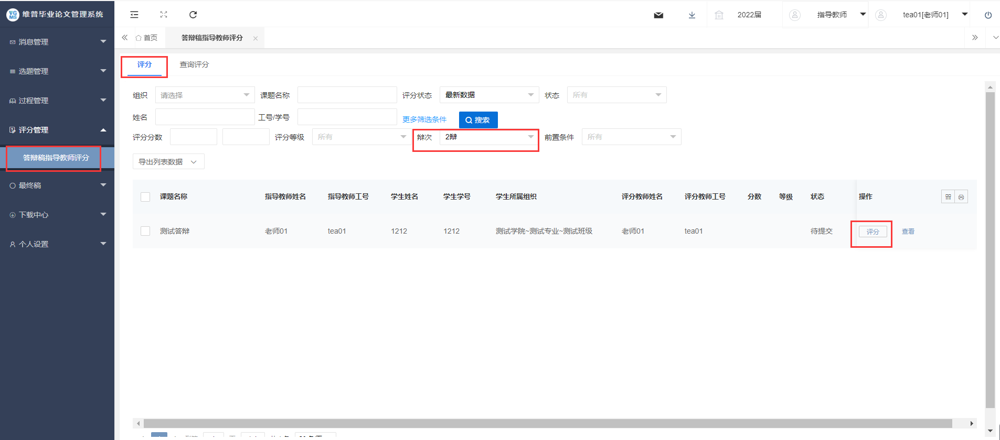 VG MS 维普毕业论文管理系统
2022届 指导教师 tea01[老师01]
首页 答辩稿指导教师评分
消息管理
选题管理
过程管理
评分管理
答辩稿指导教师评分
最终稿
下载中心
个人设置
评分 查询评分
组织 请选择 课题名称 评分状态 最新数据 状态 所有
姓名 工号/学号 更多筛选条件 搜索
评分分数 评分等级 所有 辩次 2辩 前置条件 所有
导出列表数据
课题名称 指导教师姓名 指导教师工号 学生姓名 学生学号 学生所属组织 评分教师姓名 评分教师工号 分数 等级 状态 操作
测试答辩 老师01 tea01 1212 1212 测试学院~测试专业~测试班级 老师01 tea01 待提交 评分 查看